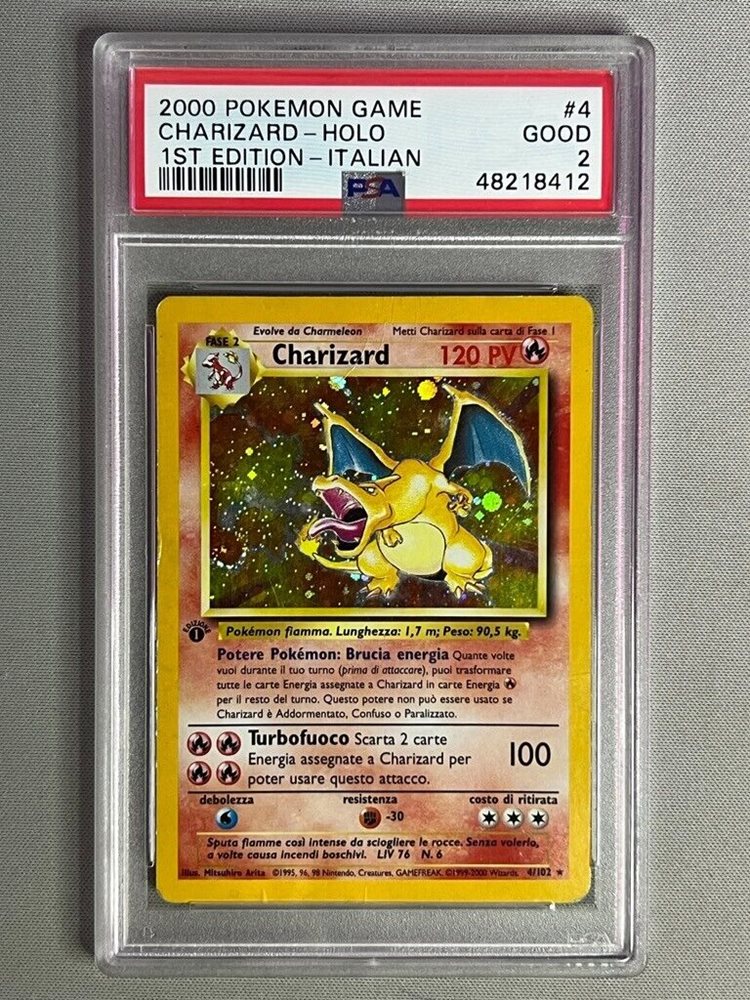 2000 POKEMON GAME #4
CHARIZARD - HOLO GOOD
1ST EDITION - ITALIAN 2
PSA 48218412
Evolve da Charmeleon Metti Charizard sulla carta di Fase 1
FASE 2
Charizard 120 PV
EDIZIONE 1
Pokémon fiamma. Lunghezza: 1,7 m; Peso: 90,5 kg.
Potere Pokémon: Brucia energia Quante volte
vuoi durante il tuo turno (prima di attaccare), puoi trasformare
tutte le carte Energia assegnate a Charizard in carte Energia
per il resto del turno. Questo potere non può essere usato se
Charizard è Addormentato, Confuso o Paralizzato.
Turbofuoco Scarta 2 carte
Energia assegnate a Charizard per 100
poter usare questo attacco.
debolezza resistenza costo di ritirata
-30
Sputa fiamme così intense da sciogliere le rocce. Senza volerlo,
a volte causa incendi boschivi. LIV 76 N. 6
Illus. Mitsuhiro Arita ©1995, 96, 98 Nintendo, Creatures, GAMEFREAK. ©1999-2000 Wizards. 4/102 ★